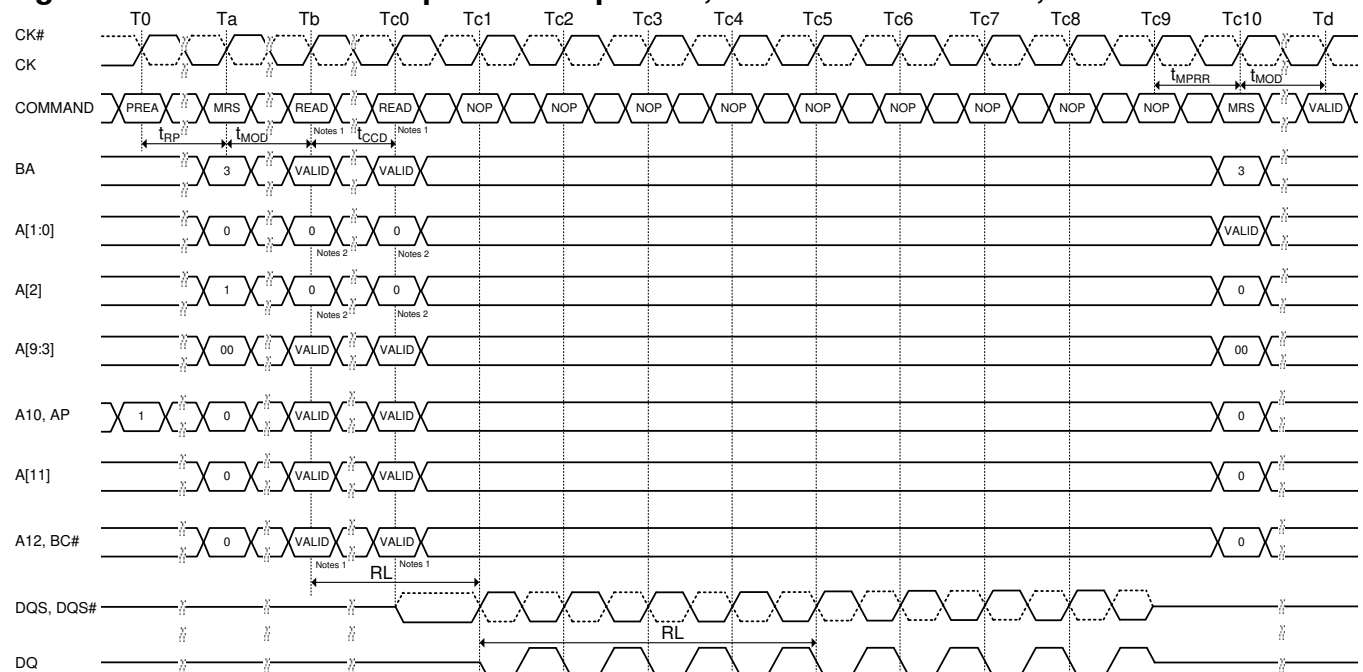 T0 Ta Tb Tc0 Tc1 Tc2 Tc3 Tc4 Tc5 Tc6 Tc7 Tc8 Tc9 Tc10 Td
CK#
CK
tMPRR tMOD
COMMAND PREA MRS READ READ NOP NOP NOP NOP NOP NOP NOP NOP NOP MRS VALID
Notes 1 Notes 1
tRP tMOD tCCD
BA 3 VALID VALID 3
A[1:0] 0 0 0 VALID
Notes 2 Notes 2
A[2] 1 0 0 0
Notes 2 Notes 2
A[9:3] 00 VALID VALID 00
A10, AP 1 0 VALID VALID 0
A[11] 0 VALID VALID 0
A12, BC# 0 VALID VALID 0
Notes 1 Notes 1
RL
DQS, DQS#
RL
DQ